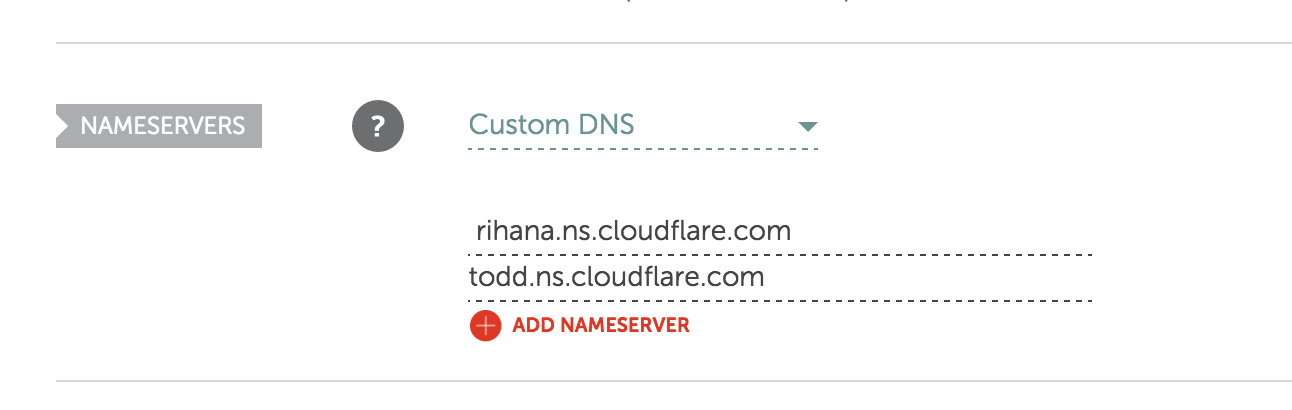 NAMESERVERS
?
Custom DNS
rihana.ns.cloudflare.com
todd.ns.cloudflare.com
ADD NAMESERVER